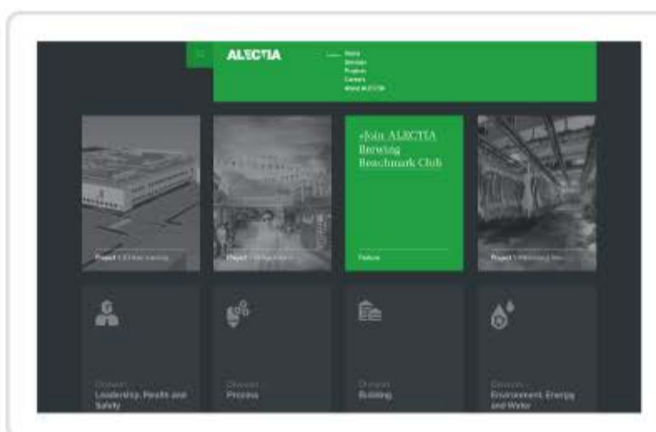 ALECTIA
Home
Divisions
Projects
Careers
About ALECTIA
»Join ALECTIA
Brewing
Benchmark Club
Project
Project
Feature
Project
Division
Leadership, Health and
Safety
Division
Process
Division
Building
Division
Environment, Energy
and Water